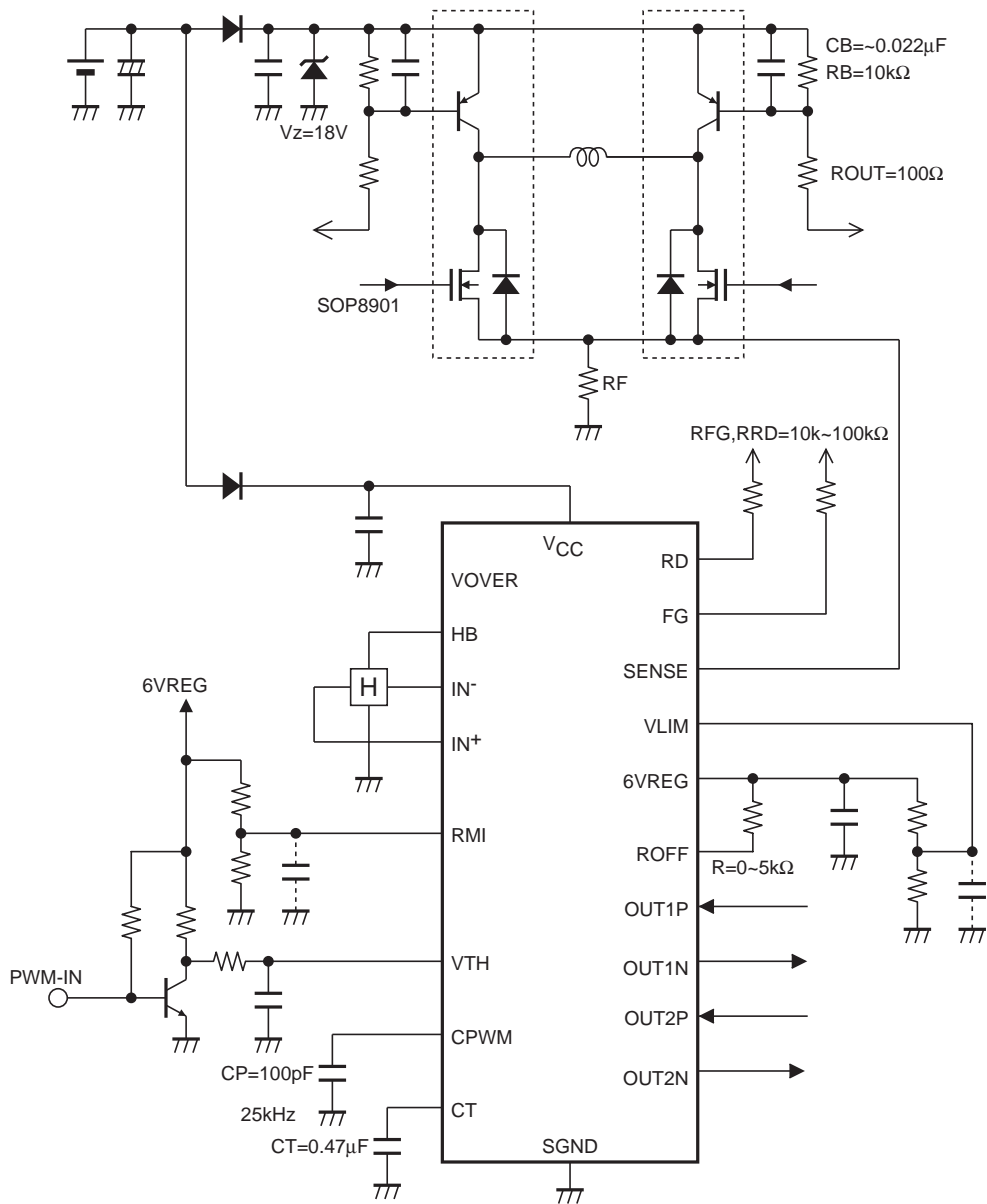 CB=~0.022μF
RB=10kΩ
Vz=18V
ROUT=100Ω
SOP8901
RF
RFG,RRD=10k~100kΩ
VCC
RD
VOVER
FG
HB
SENSE
H
IN-
6VREG
VLIM
IN+
6VREG
RMI
ROFF
R=0~5kΩ
OUT1P
VTH
OUT1N
PWM-IN
OUT2P
CPWM
CP=100pF
OUT2N
25kHz
CT
CT=0.47μF
SGND